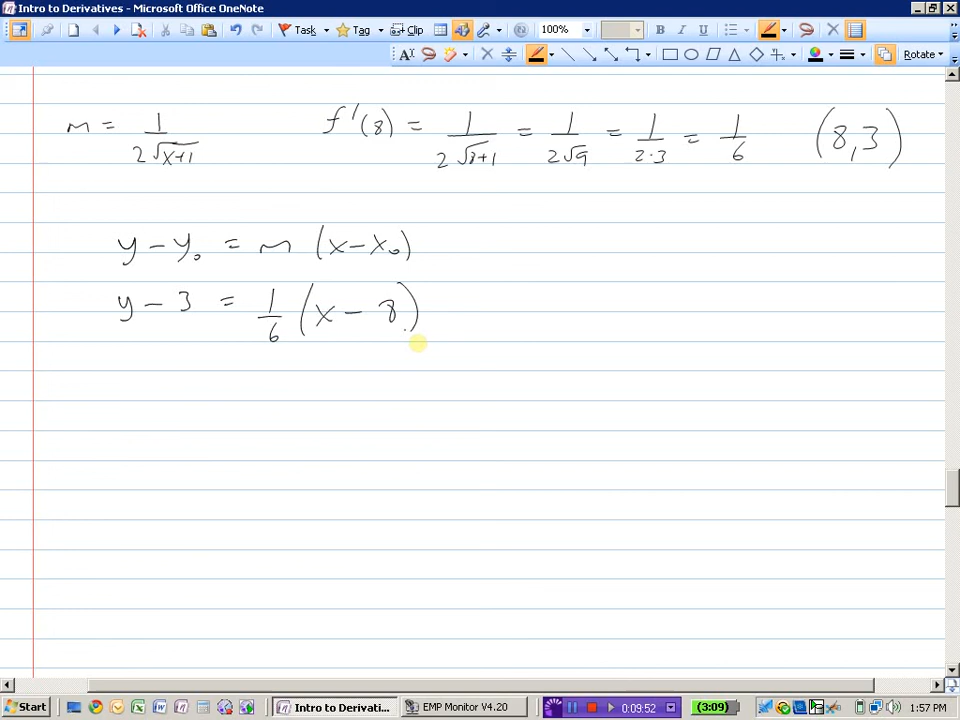 Intro to Derivatives - Microsoft Office OneNote
Task Tag Clip 100% B I U
Rotate
m = 1/(2√(x+1)) f'(8) = 1/(2√(8+1)) = 1/(2√9) = 1/(2·3) = 1/6 (8,3)
y - y₀ = m (x - x₀)
y - 3 = 1/6 (x - 8)
Start Intro to Derivati... EMP Monitor V4.20 0:09:52 (3:09) 1:57 PM